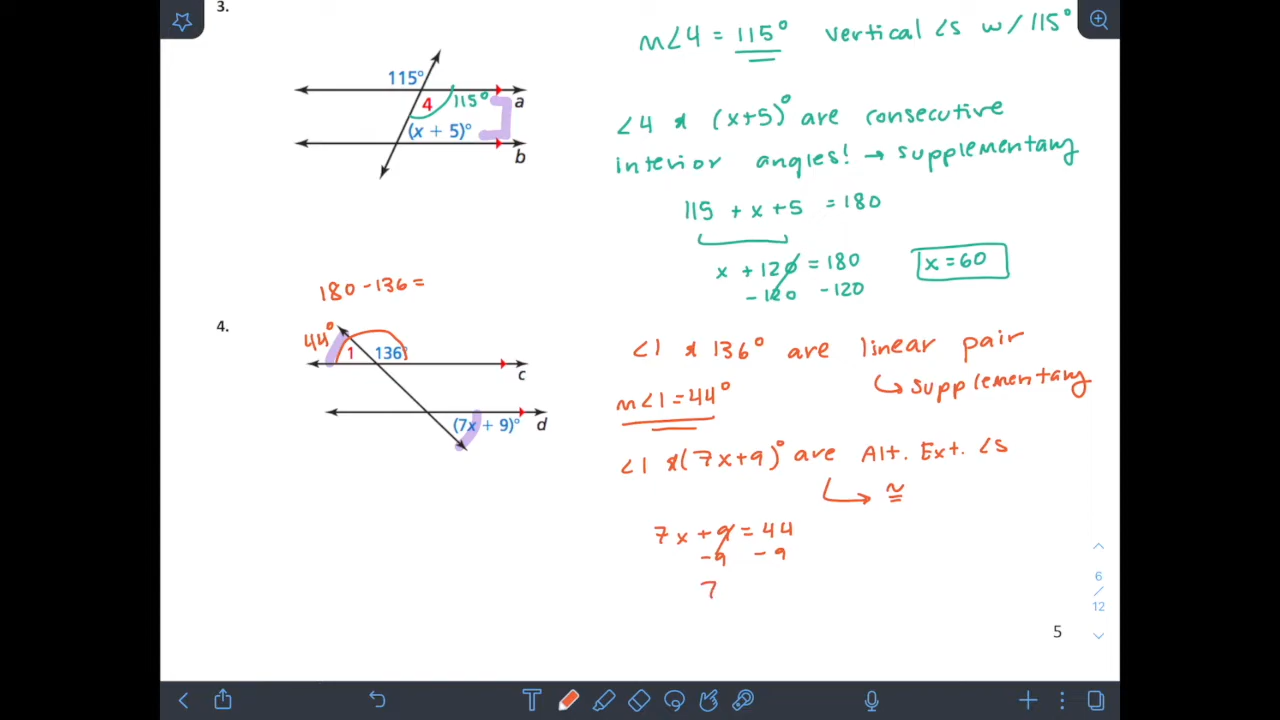 3.
115°
4
115°
a
(x + 5)°
b
m∠4 = 115° vertical ∠s w/ 115°
∠4 & (x+5)° are consecutive
interior angles! → supplementary
115 + x + 5 = 180
x + 120 = 180
- 120 - 120
x = 60
180 - 136 =
4.
44°
1
136°
c
(7x + 9)°
d
∠1 & 136° are linear pair
↳ supplementary
m∠1 = 44°
∠1 & (7x+9)° are Alt. Ext. ∠s
↳ ≅
7x + 9 = 44
-9 - 9
7
6
/
12
5
T